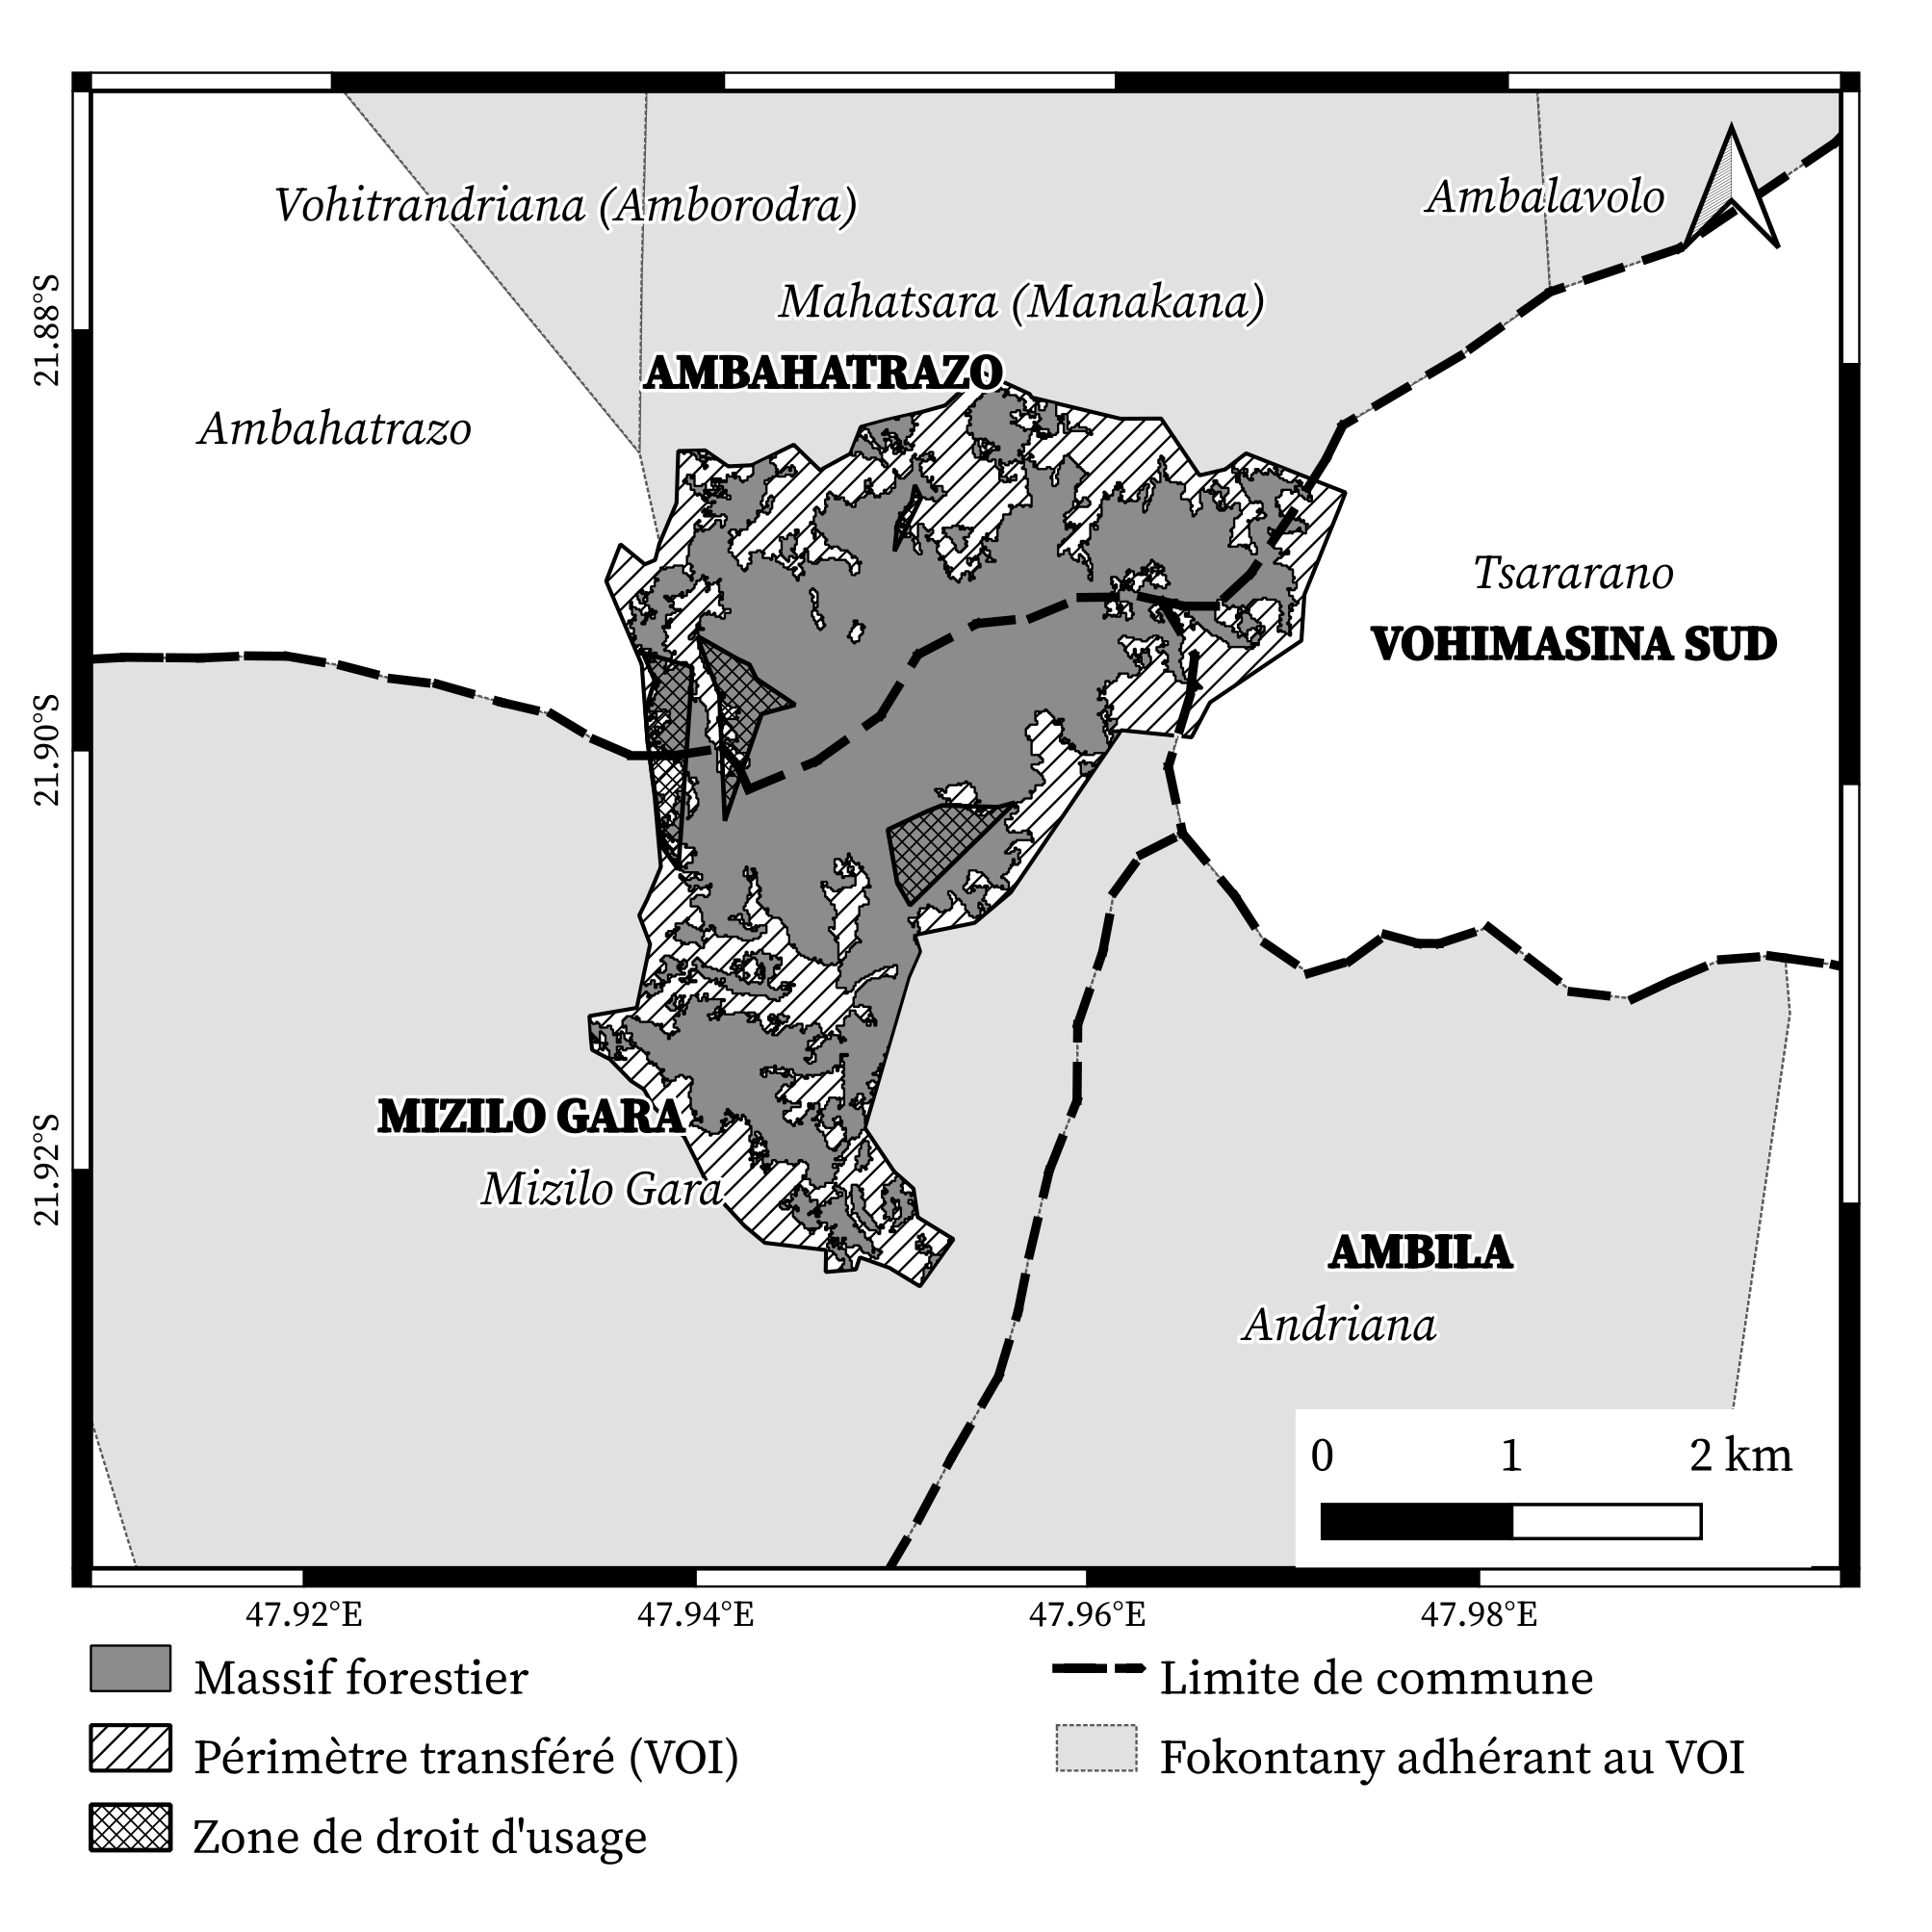 Vohitrandriana (Amborodra)
Ambalavolo
Mahatsara (Manakana)
AMBAHATRAZO
Ambahatrazo
Tsararano
VOHIMASINA SUD
MIZILO GARA
Mizilo Gara
AMBILA
Andriana
21.88°S
21.90°S
21.92°S
0 1 2 km
47.92°E 47.94°E 47.96°E 47.98°E
Massif forestier
Périmètre transféré (VOI)
Zone de droit d'usage
Limite de commune
Fokontany adhérant au VOI